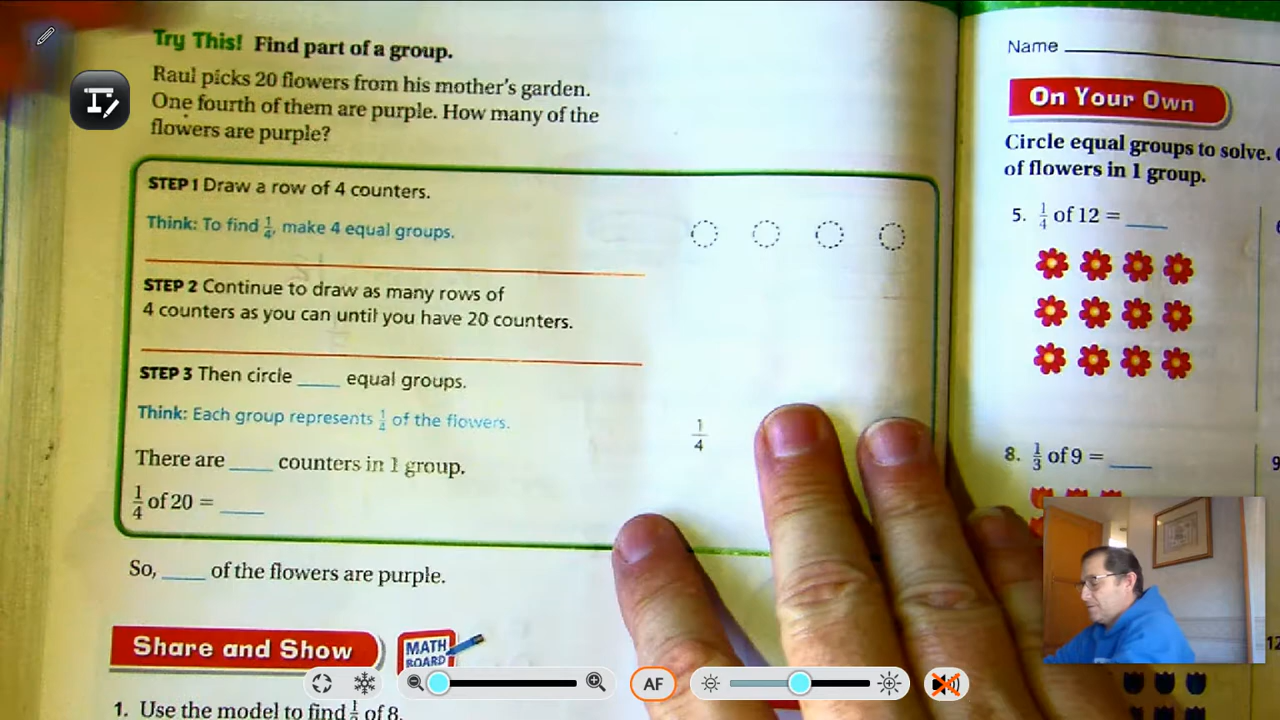 Try This! Find part of a group.
Raul picks 20 flowers from his mother's garden.
One fourth of them are purple. How many of the
flowers are purple?
STEP 1 Draw a row of 4 counters.
Think: To find 1/4, make 4 equal groups.
STEP 2 Continue to draw as many rows of
4 counters as you can until you have 20 counters.
STEP 3 Then circle ____ equal groups.
Think: Each group represents 1/4 of the flowers.
1/4
There are ____ counters in 1 group.
1/4 of 20 = ____
So, ____ of the flowers are purple.
Share and Show
MATH
BOARD
1. Use the model to find of 8.
AF
Name
On Your Own
Circle equal groups to solve.
of flowers in 1 group.
5. 1/4 of 12 = ____
8. 1/3 of 9 = ____
9
12